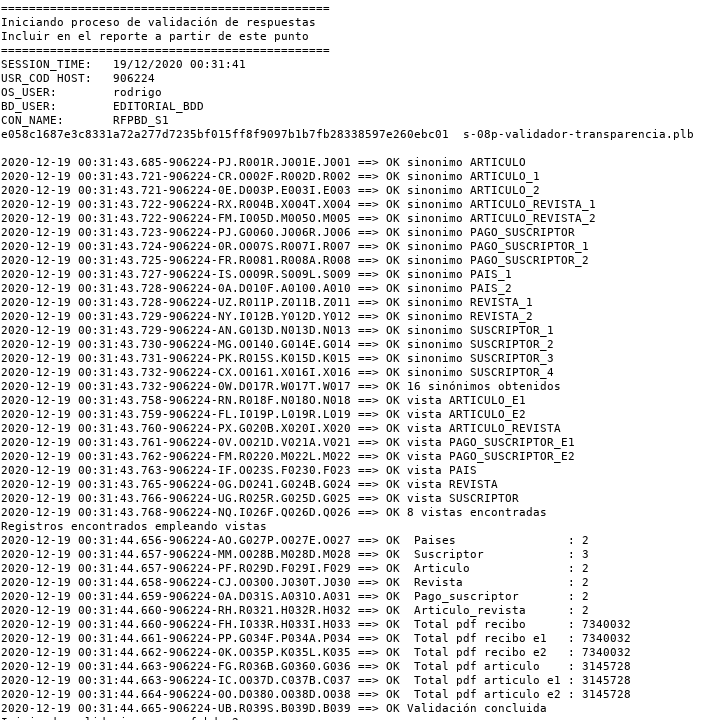 ===============================================
Iniciando proceso de validación de respuestas
Incluir en el reporte a partir de este punto
===============================================
SESSION_TIME:   19/12/2020 00:31:41
USR_COD HOST:   906224
OS_USER:        rodrigo
BD_USER:        EDITORIAL_BDD
CON_NAME:       RFPBD_S1
e058c1687e3c8331a72a277d7235bf015ff8f9097b1b7fb28338597e260ebc01  s-08p-validador-transparencia.plb
2020-12-19 00:31:43.685-906224-PJ.R001R.J001E.J001 ==> OK sinonimo ARTICULO
2020-12-19 00:31:43.721-906224-CR.O002F.R002D.R002 ==> OK sinonimo ARTICULO_1
2020-12-19 00:31:43.721-906224-0E.D003P.E003I.E003 ==> OK sinonimo ARTICULO_2
2020-12-19 00:31:43.722-906224-RX.R004B.X004T.X004 ==> OK sinonimo ARTICULO_REVISTA_1
2020-12-19 00:31:43.722-906224-FM.I005D.M005O.M005 ==> OK sinonimo ARTICULO_REVISTA_2
2020-12-19 00:31:43.723-906224-PJ.G0060.J006R.J006 ==> OK sinonimo PAGO_SUSCRIPTOR
2020-12-19 00:31:43.724-906224-0R.O007S.R007I.R007 ==> OK sinonimo PAGO_SUSCRIPTOR_1
2020-12-19 00:31:43.725-906224-FR.R0081.R008A.R008 ==> OK sinonimo PAGO_SUSCRIPTOR_2
2020-12-19 00:31:43.727-906224-IS.O009R.S009L.S009 ==> OK sinonimo PAIS_1
2020-12-19 00:31:43.728-906224-0A.D010F.A0100.A010 ==> OK sinonimo PAIS_2
2020-12-19 00:31:43.728-906224-UZ.R011P.Z011B.Z011 ==> OK sinonimo REVISTA_1
2020-12-19 00:31:43.729-906224-NY.I012B.Y012D.Y012 ==> OK sinonimo REVISTA_2
2020-12-19 00:31:43.729-906224-AN.G013D.N013D.N013 ==> OK sinonimo SUSCRIPTOR_1
2020-12-19 00:31:43.730-906224-MG.O0140.G014E.G014 ==> OK sinonimo SUSCRIPTOR_2
2020-12-19 00:31:43.731-906224-PK.R015S.K015D.K015 ==> OK sinonimo SUSCRIPTOR_3
2020-12-19 00:31:43.732-906224-CX.O0161.X016I.X016 ==> OK sinonimo SUSCRIPTOR_4
2020-12-19 00:31:43.732-906224-0W.D017R.W017T.W017 ==> OK 16 sinónimos obtenidos
2020-12-19 00:31:43.758-906224-RN.R018F.N018O.N018 ==> OK vista ARTICULO_E1
2020-12-19 00:31:43.759-906224-FL.I019P.L019R.L019 ==> OK vista ARTICULO_E2
2020-12-19 00:31:43.760-906224-PX.G020B.X020I.X020 ==> OK vista ARTICULO_REVISTA
2020-12-19 00:31:43.761-906224-0V.O021D.V021A.V021 ==> OK vista PAGO_SUSCRIPTOR_E1
2020-12-19 00:31:43.762-906224-FM.R0220.M022L.M022 ==> OK vista PAGO_SUSCRIPTOR_E2
2020-12-19 00:31:43.763-906224-IF.O023S.F0230.F023 ==> OK vista PAIS
2020-12-19 00:31:43.765-906224-0G.D0241.G024B.G024 ==> OK vista REVISTA
2020-12-19 00:31:43.766-906224-UG.R025R.G025D.G025 ==> OK vista SUSCRIPTOR
2020-12-19 00:31:43.768-906224-NQ.I026F.Q026D.Q026 ==> OK 8 vistas encontradas
Registros encontrados empleando vistas
2020-12-19 00:31:44.656-906224-AO.G027P.O027E.O027 ==> OK  Paises                : 2
2020-12-19 00:31:44.657-906224-MM.O028B.M028D.M028 ==> OK  Suscriptor            : 3
2020-12-19 00:31:44.657-906224-PF.R029D.F029I.F029 ==> OK  Articulo              : 2
2020-12-19 00:31:44.658-906224-CJ.O0300.J030T.J030 ==> OK  Revista               : 2
2020-12-19 00:31:44.659-906224-0A.D031S.A031O.A031 ==> OK  Pago_suscriptor       : 2
2020-12-19 00:31:44.660-906224-RH.R0321.H032R.H032 ==> OK  Articulo_revista      : 2
2020-12-19 00:31:44.660-906224-FH.I033R.H033I.H033 ==> OK  Total pdf recibo      : 7340032
2020-12-19 00:31:44.661-906224-PP.G034F.P034A.P034 ==> OK  Total pdf recibo e1   : 7340032
2020-12-19 00:31:44.662-906224-0K.O035P.K035L.K035 ==> OK  Total pdf recibo e2   : 7340032
2020-12-19 00:31:44.663-906224-FG.R036B.G0360.G036 ==> OK  Total pdf articulo    : 3145728
2020-12-19 00:31:44.663-906224-IC.O037D.C037B.C037 ==> OK  Total pdf articulo e1 : 3145728
2020-12-19 00:31:44.664-906224-0O.D0380.O038D.O038 ==> OK  Total pdf articulo e2 : 3145728
2020-12-19 00:31:44.665-906224-UB.R039S.B039D.B039 ==> OK Validación concluida